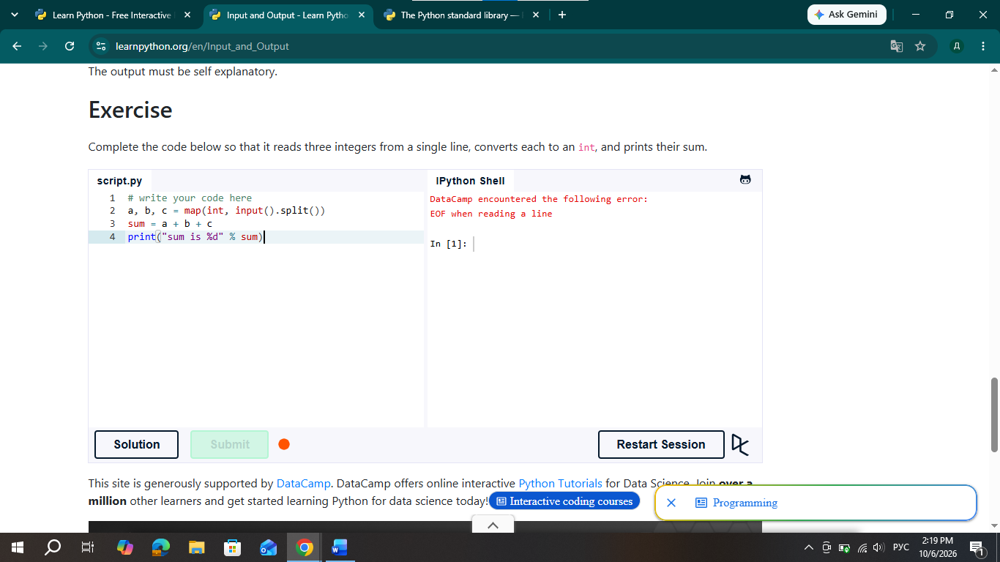 Learn Python - Free Interactive
Input and Output - Learn Pytho
The Python standard library —
Ask Gemini
learnpython.org/en/Input_and_Output
Д
The output must be self explanatory.
Exercise
Complete the code below so that it reads three integers from a single line, converts each to an int, and prints their sum.
script.py
IPython Shell
1 # write your code here
2 a, b, c = map(int, input().split())
3 sum = a + b + c
4 print("sum is %d" % sum)
DataCamp encountered the following error:
EOF when reading a line
In [1]:
Solution
Submit
Restart Session
This site is generously supported by DataCamp. DataCamp offers online interactive Python Tutorials for Data Science. Join over a
million other learners and get started learning Python for data science today!
Interactive coding courses
Programming
РУС
2:19 PM
10/6/2026
1